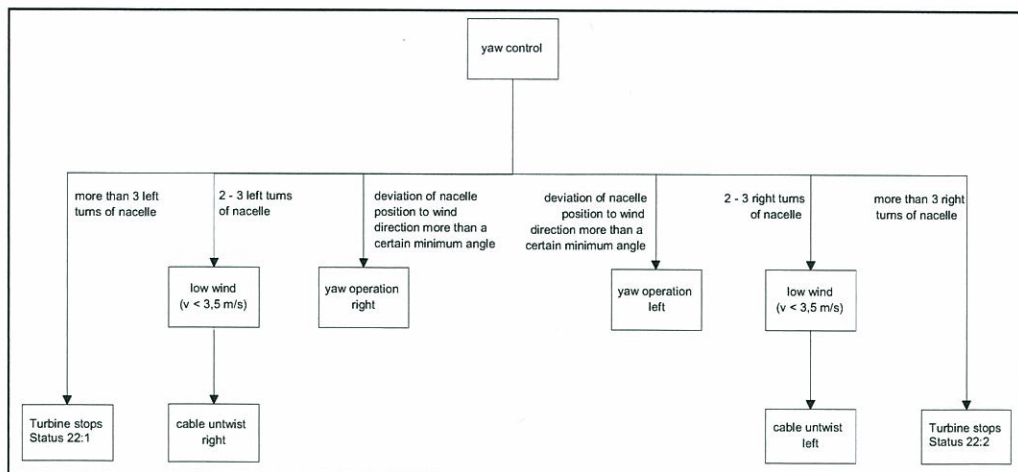 yaw control
more than 3 left
turns of nacelle
2 - 3 left turns
of nacelle
deviation of nacelle
position to wind
direction more than a
certain minimum angle
deviation of nacelle
position to wind
direction more than a
certain minimum angle
2 - 3 right turns
of nacelle
more than 3 right
turns of nacelle
low wind
(v < 3,5 m/s)
yaw operation
right
yaw operation
left
low wind
(v < 3,5 m/s)
Turbine stops
Status 22:1
cable untwist
right
cable untwist
left
Turbine stops
Status 22:2